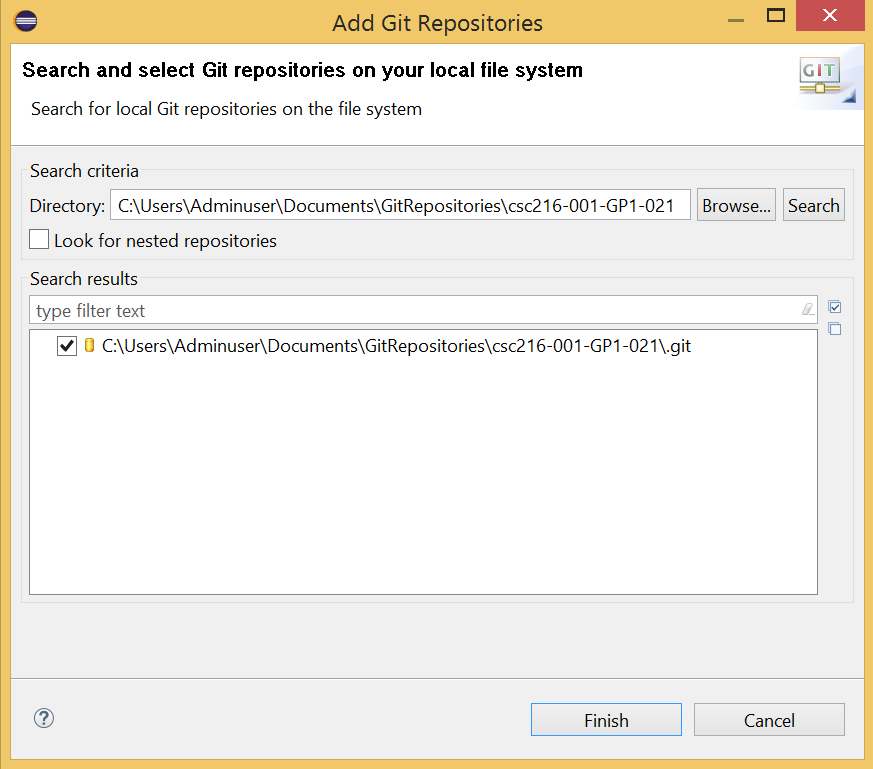 Add Git Repositories
Search and select Git repositories on your local file system
GIT
Search for local Git repositories on the file system
Search criteria
Directory: C:\Users\Adminuser\Documents\GitRepositories\csc216-001-GP1-021 Browse... Search
Look for nested repositories
Search results
type filter text
C:\Users\Adminuser\Documents\GitRepositories\csc216-001-GP1-021\.git
? Finish Cancel